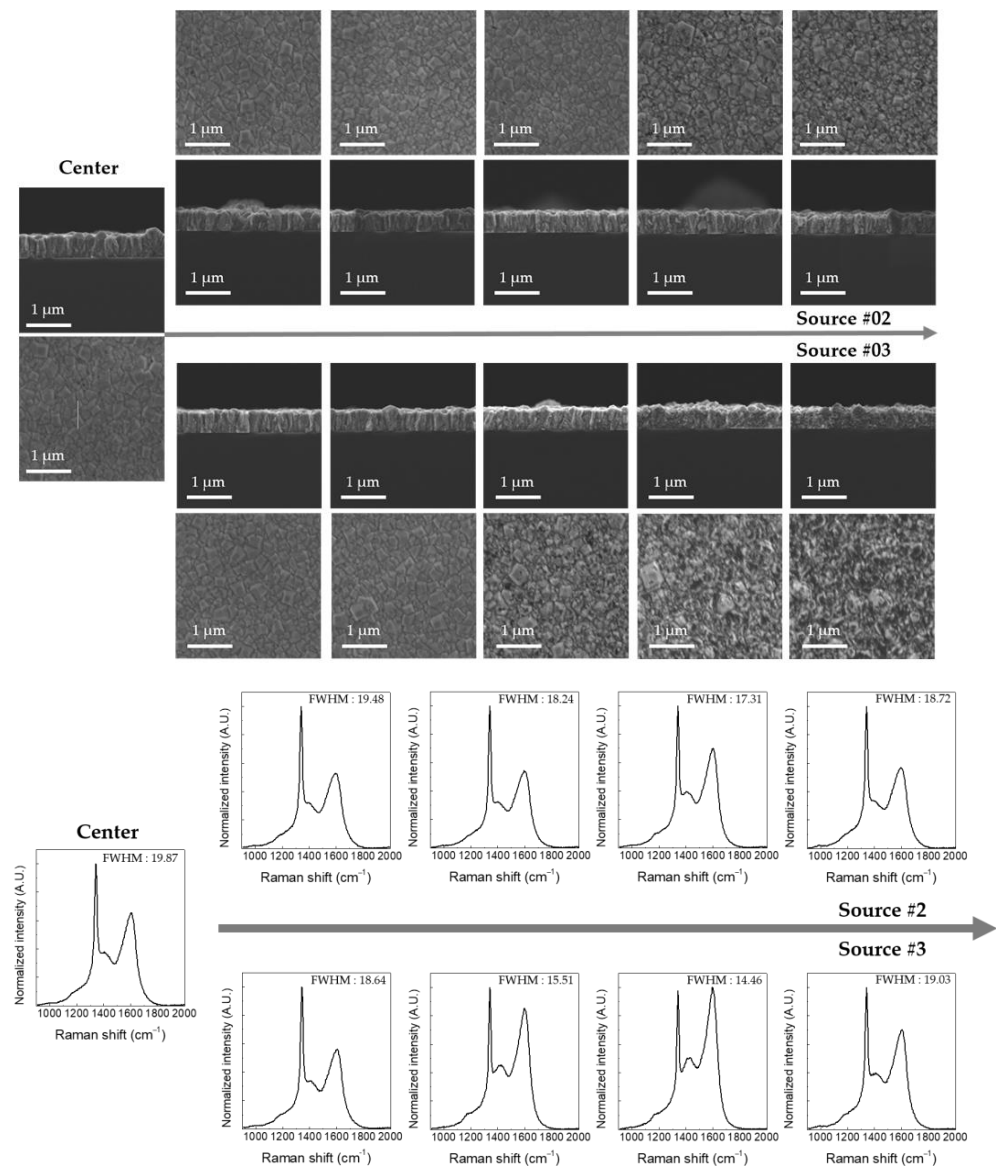 1 μm
1 μm
1 μm
1 μm
1 μm
Center
1 μm
1 μm
1 μm
1 μm
1 μm
1 μm
Source #02
Source #03
1 μm
1 μm
1 μm
1 μm
1 μm
1 μm
1 μm
1 μm
1 μm
1 μm
1 μm
FWHM : 19.48
Normalized intensity (A.U.)
1000 1200 1400 1600 1800 2000
Raman shift (cm⁻¹)
FWHM : 18.24
Normalized intensity (A.U.)
1000 1200 1400 1600 1800 2000
Raman shift (cm⁻¹)
FWHM : 17.31
Normalized intensity (A.U.)
1000 1200 1400 1600 1800 2000
Raman shift (cm⁻¹)
FWHM : 18.72
Normalized intensity (A.U.)
1000 1200 1400 1600 1800 2000
Raman shift (cm⁻¹)
Center
FWHM : 19.87
Normalized intensity (A.U.)
1000 1200 1400 1600 1800 2000
Raman shift (cm⁻¹)
Source #2
Source #3
FWHM : 18.64
Normalized intensity (A.U.)
1000 1200 1400 1600 1800 2000
Raman shift (cm⁻¹)
FWHM : 15.51
Normalized intensity (A.U.)
1000 1200 1400 1600 1800 2000
Raman shift (cm⁻¹)
FWHM : 14.46
Normalized intensity (A.U.)
1000 1200 1400 1600 1800 2000
Raman shift (cm⁻¹)
FWHM : 19.03
Normalized intensity (A.U.)
1000 1200 1400 1600 1800 2000
Raman shift (cm⁻¹)